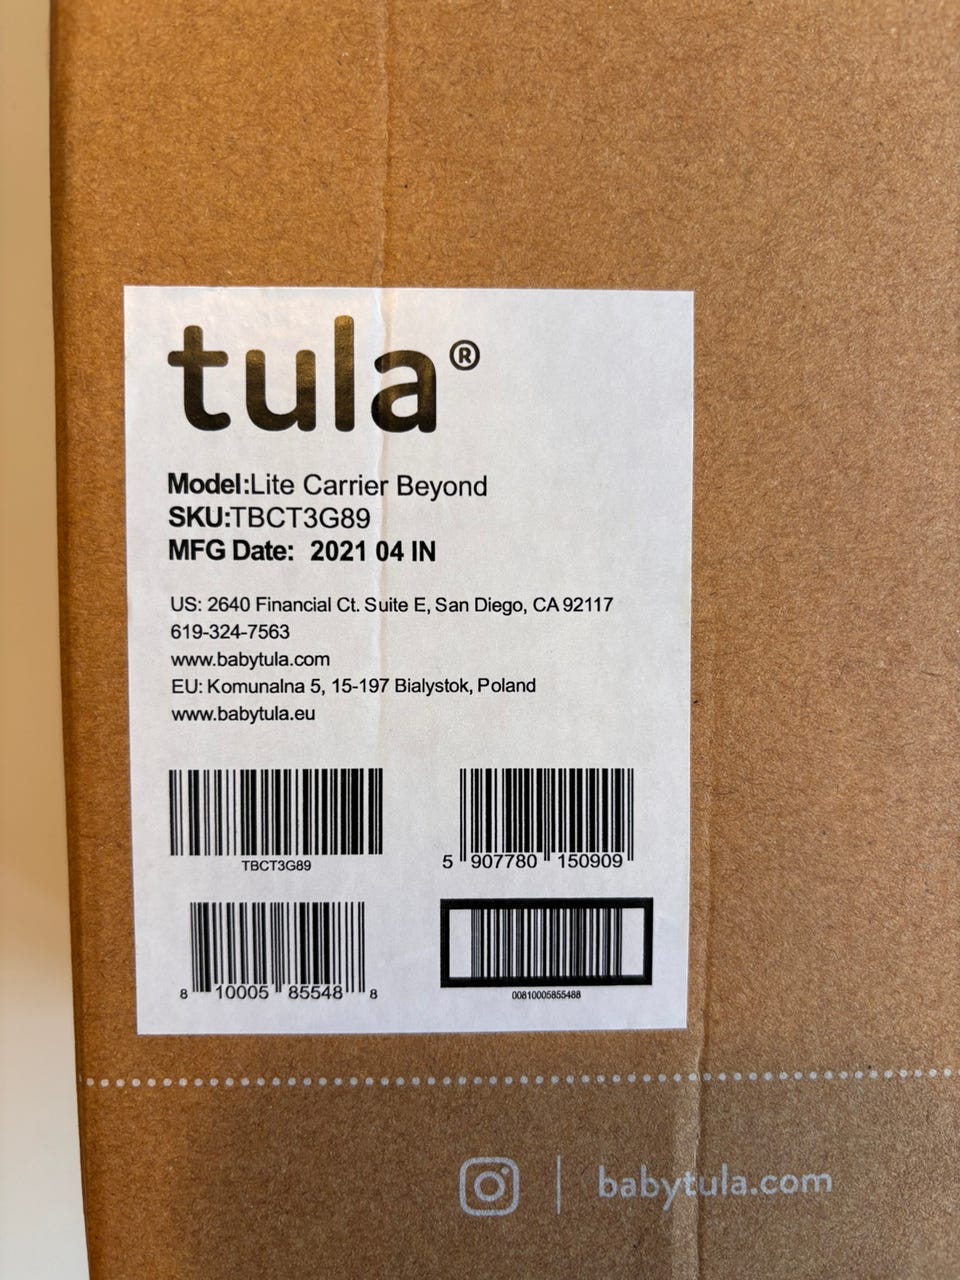 tula®
Model:Lite Carrier Beyond
SKU:TBCT3G89
MFG Date: 2021 04 IN
US: 2640 Financial Ct. Suite E, San Diego, CA 92117
619-324-7563
www.babytula.com
EU: Komunalna 5, 15-197 Bialystok, Poland
www.babytula.eu
TBCT3G89
5 907780 150909
8 10005 85548 8
00810005855488
babytula.com